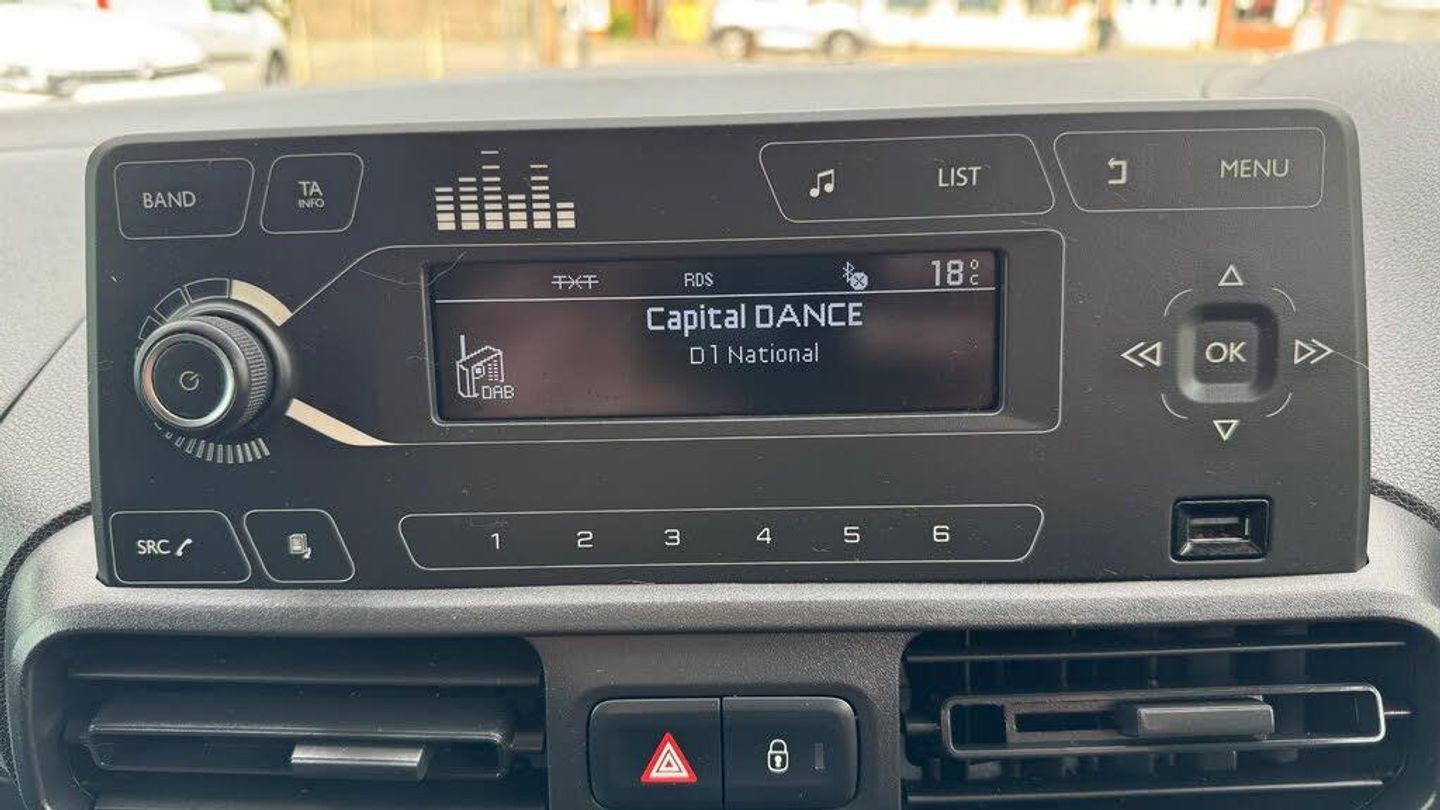 BAND
TA
INFO
LIST
MENU
TXT
RDS
18°C
Capital DANCE
D1 National
DAB
OK
SRC
1 2 3 4 5 6